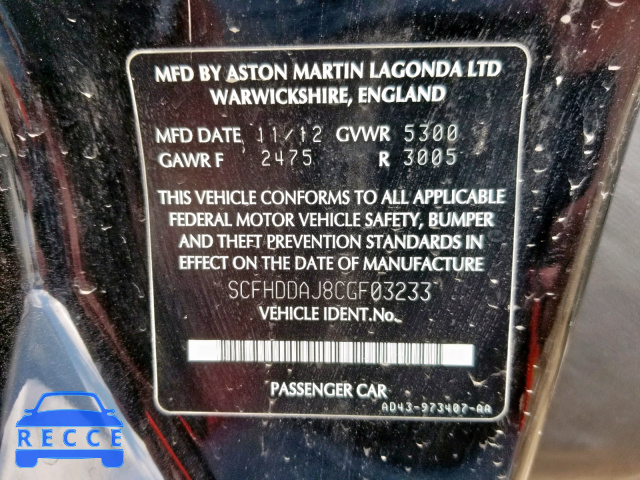 MFD BY ASTON MARTIN LAGONDA LTD
WARWICKSHIRE, ENGLAND
MFD DATE 11/12 GVWR 5300
GAWR F 2475 R 3005
THIS VEHICLE CONFORMS TO ALL APPLICABLE
FEDERAL MOTOR VEHICLE SAFETY, BUMPER
AND THEFT PREVENTION STANDARDS IN
EFFECT ON THE DATE OF MANUFACTURE
SCFHDDAJ8CGF03233
VEHICLE IDENT.No.
PASSENGER CAR
AD43-973407-AA
RECCE